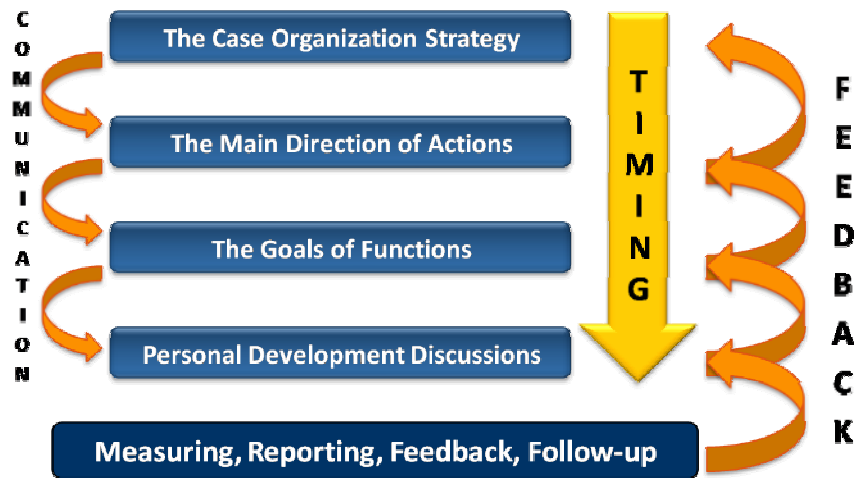 COMMUNICATION
The Case Organization Strategy
The Main Direction of Actions
The Goals of Functions
Personal Development Discussions
Measuring, Reporting, Feedback, Follow-up
TIMING
FEEDBACK